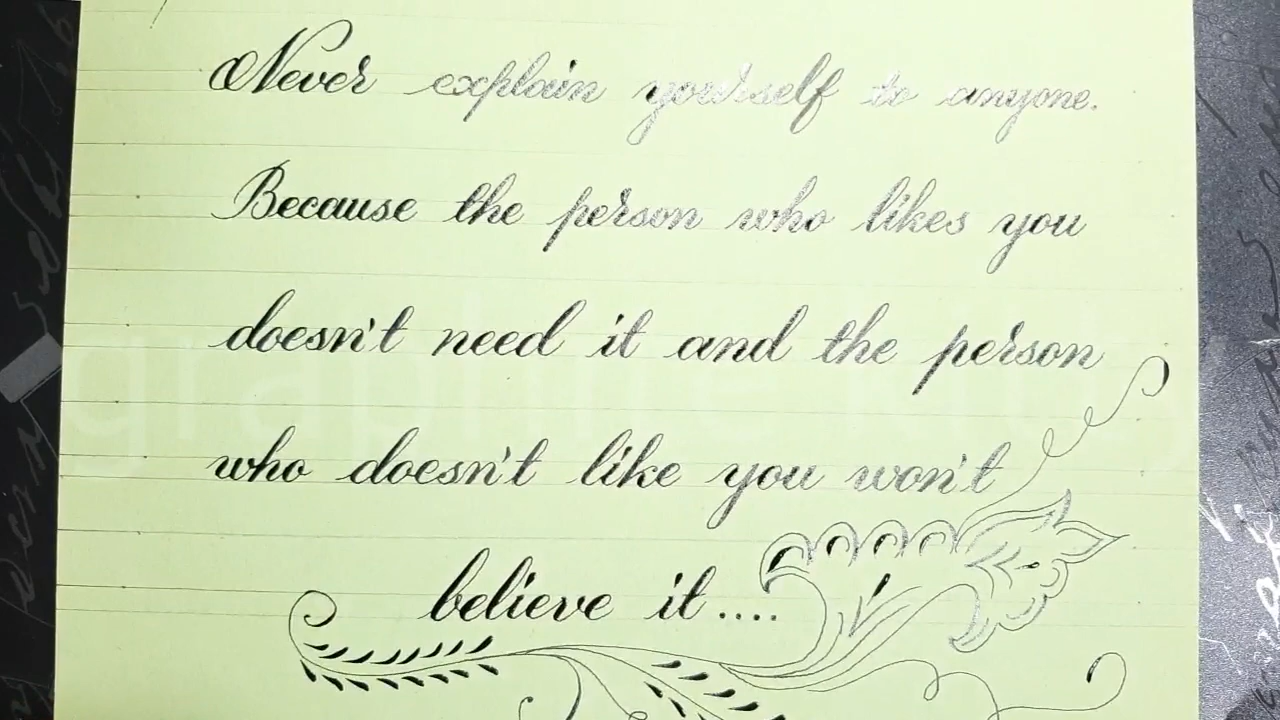 Never explain yourself to anyone.
Because the person who likes you
doesn't need it and the person
who doesn't like you won't
believe it....